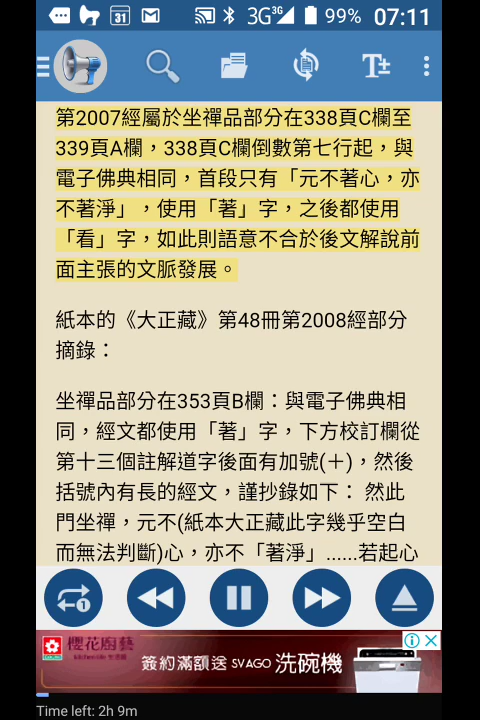 31
3G
3G
99%
07:11
T±
第2007經屬於坐禪品部分在338頁C欄至
339頁A欄，338頁C欄倒數第七行起，與
電子佛典相同，首段只有「元不著心，亦
不著淨」，使用「著」字，之後都使用
「看」字，如此則語意不合於後文解說前
面主張的文脈發展。
紙本的《大正藏》第48冊第2008經部分
摘錄：
坐禪品部分在353頁B欄：與電子佛典相
同，經文都使用「著」字，下方校訂欄從
第十三個註解道字後面有加號(＋)，然後
括號內有長的經文，謹抄錄如下： 然此
門坐禪，元不(紙本大正藏此字幾乎空白
而無法判斷)心，亦不「著淨」......若起心
1
櫻花廚藝
簽約滿額送 SVAGO 洗碗機
Time left: 2h 9m